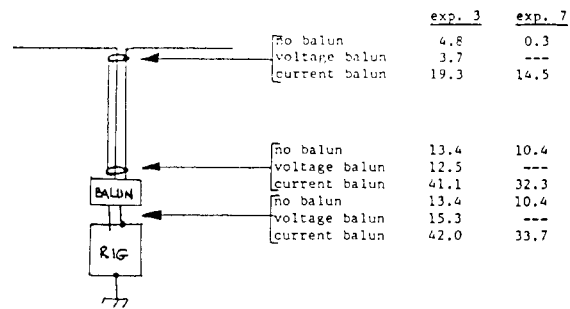 exp. 3 exp. 7
no balun 4.8 0.3
voltage balun 3.7 ---
current balun 19.3 14.5
no balun 13.4 10.4
voltage balun 12.5 ---
current balun 41.1 32.3
BALUN
no balun 13.4 10.4
voltage balun 15.3 ---
current balun 42.0 33.7
RIG